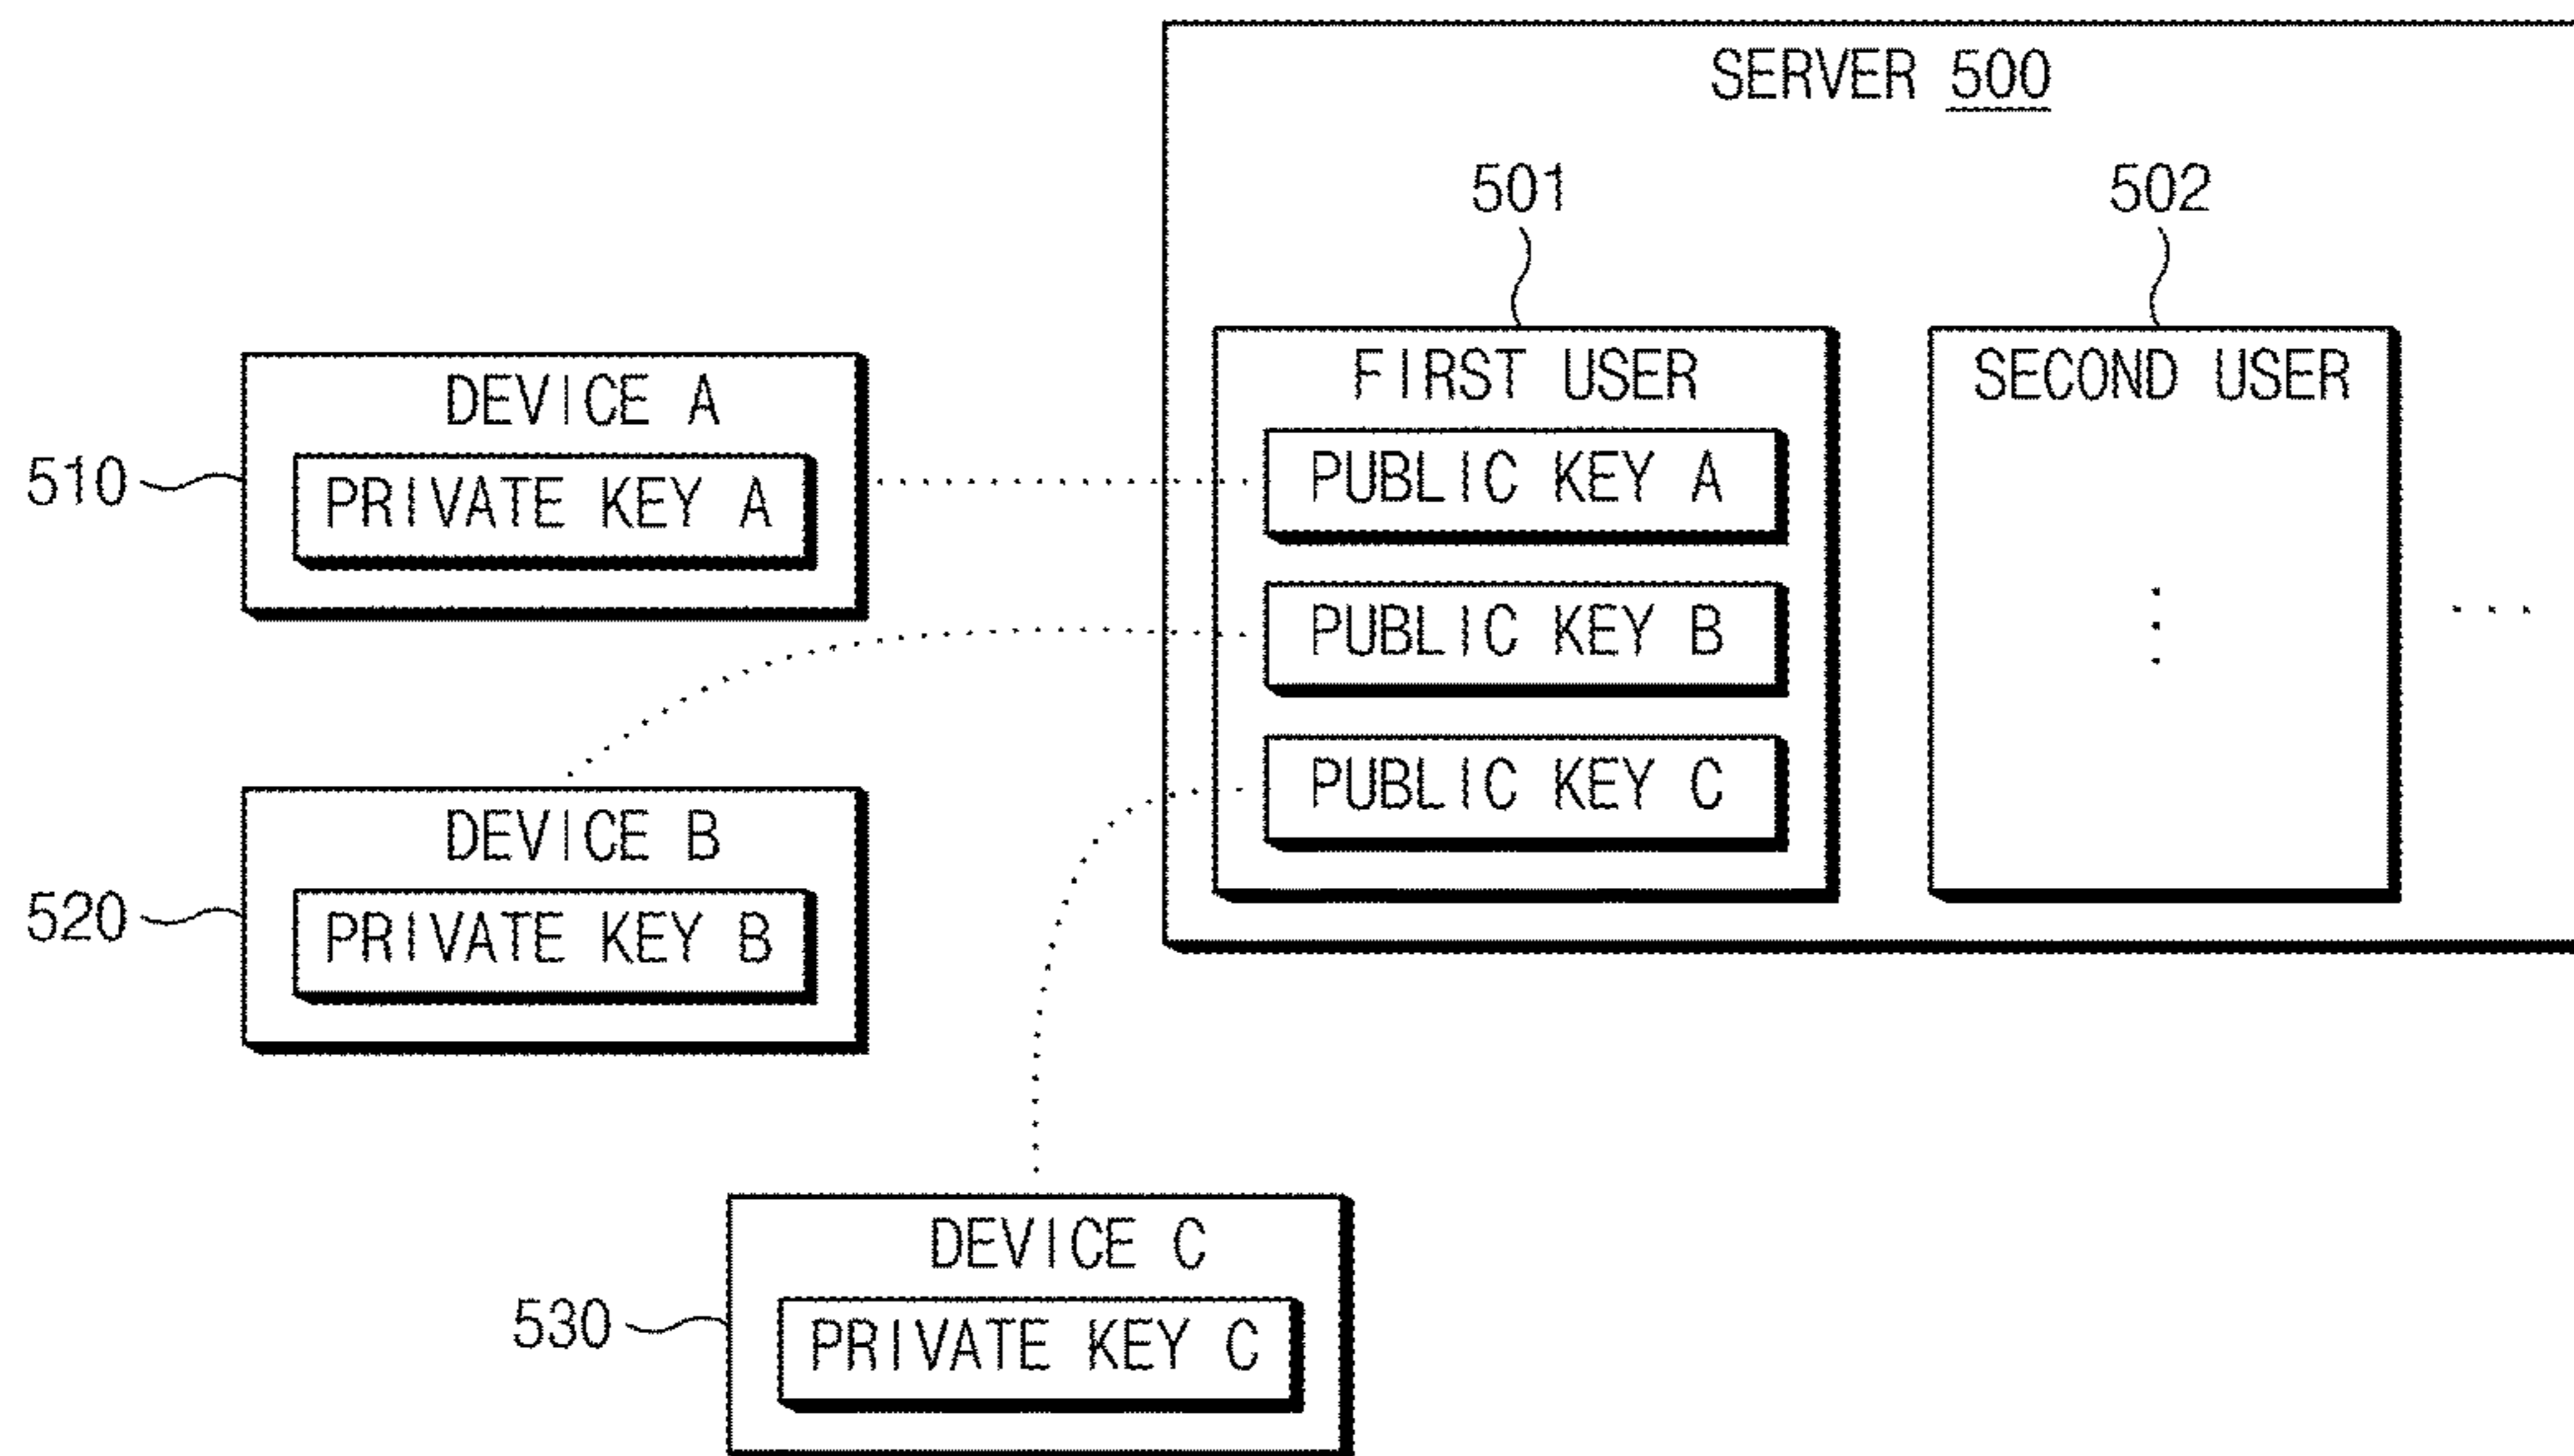 SERVER 500
501
502
FIRST USER
SECOND USER
DEVICE A
510
PRIVATE KEY A
PUBLIC KEY A
PUBLIC KEY B
PUBLIC KEY C
DEVICE B
520
PRIVATE KEY B
DEVICE C
530
PRIVATE KEY C